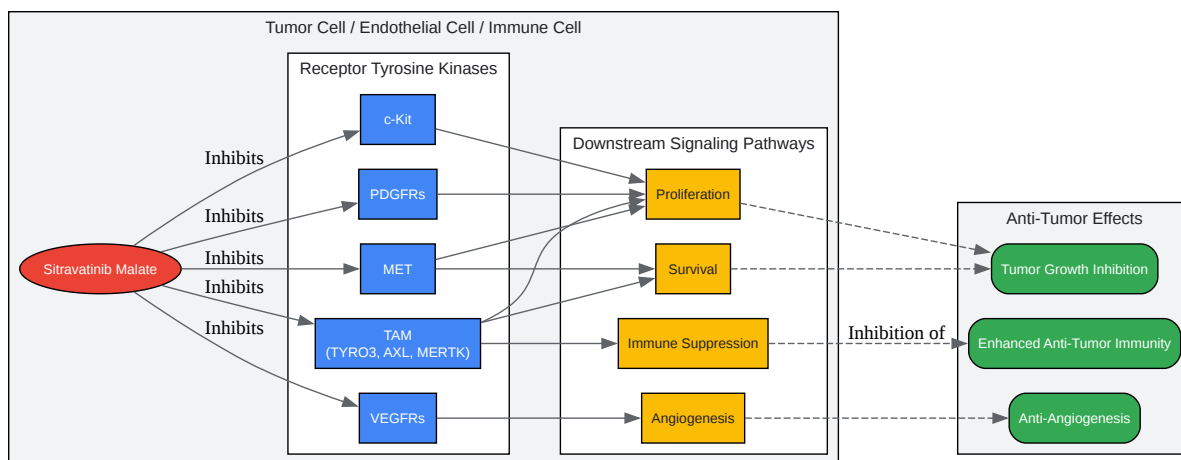 Tumor Cell / Endothelial Cell / Immune Cell
Receptor Tyrosine Kinases
Downstream Signaling Pathways
Anti-Tumor Effects
Sitravatinib Malate
Inhibits
Inhibits
Inhibits
Inhibits
Inhibits
c-Kit
PDGFRs
MET
TAM
(TYRO3, AXL, MERTK)
VEGFRs
Proliferation
Survival
Immune Suppression
Angiogenesis
Inhibition of
Tumor Growth Inhibition
Enhanced Anti-Tumor Immunity
Anti-Angiogenesis